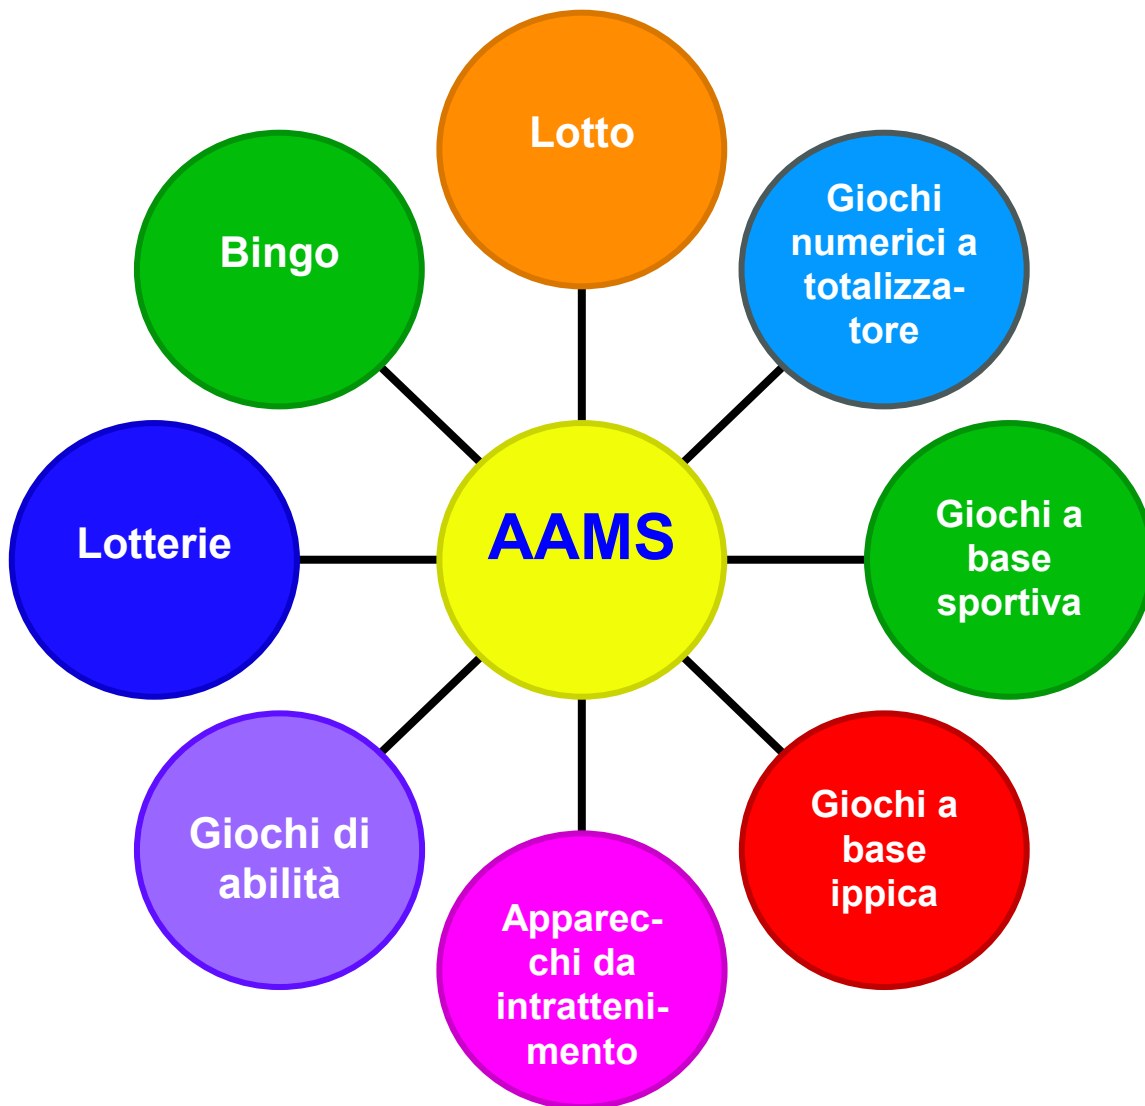 Lotto
Giochi
numerici a
totalizza-
tore
Bingo
Giochi a
base
sportiva
AAMS
Lotterie
Giochi a
base
ippica
Giochi di
abilità
Apparec-
chi da
intratteni-
mento